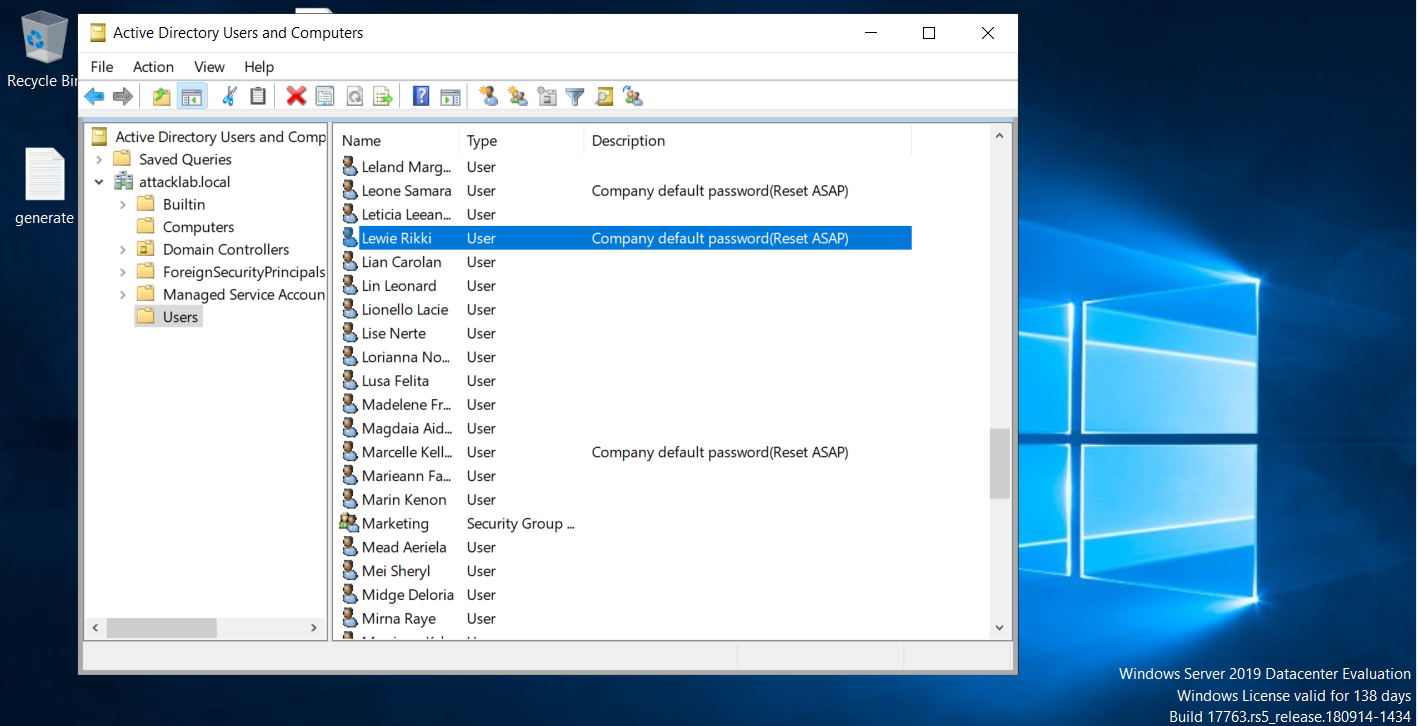 Recycle Bin
generate
Active Directory Users and Computers
File Action View Help
Active Directory Users and Comp
Saved Queries
attacklab.local
Builtin
Computers
Domain Controllers
ForeignSecurityPrincipals
Managed Service Accoun
Users
Name Type Description
Leland Marg... User
Leone Samara User Company default password(Reset ASAP)
Leticia Leean... User
Lewie Rikki User Company default password(Reset ASAP)
Lian Carolan User
Lin Leonard User
Lionello Lacie User
Lise Nerte User
Lorianna No... User
Lusa Felita User
Madelene Fr... User
Magdaia Aid... User
Marcelle Kell... User Company default password(Reset ASAP)
Marieann Fa... User
Marin Kenon User
Marketing Security Group ...
Mead Aeriela User
Mei Sheryl User
Midge Deloria User
Mirna Raye User
Windows Server 2019 Datacenter Evaluation
Windows License valid for 138 days
Build 17763.rs5_release.180914-1434